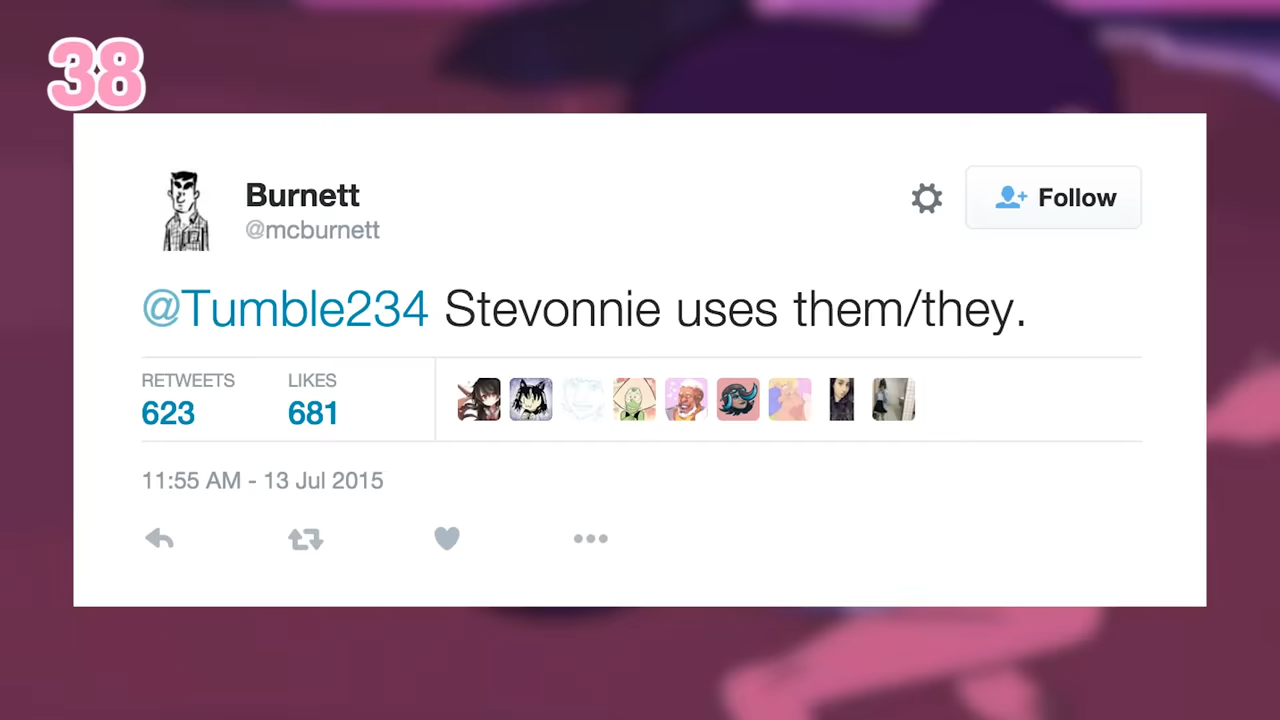 38
Burnett
@mcburnett
Follow
@Tumble234 Stevonnie uses them/they.
RETWEETS LIKES
623 681
11:55 AM - 13 Jul 2015